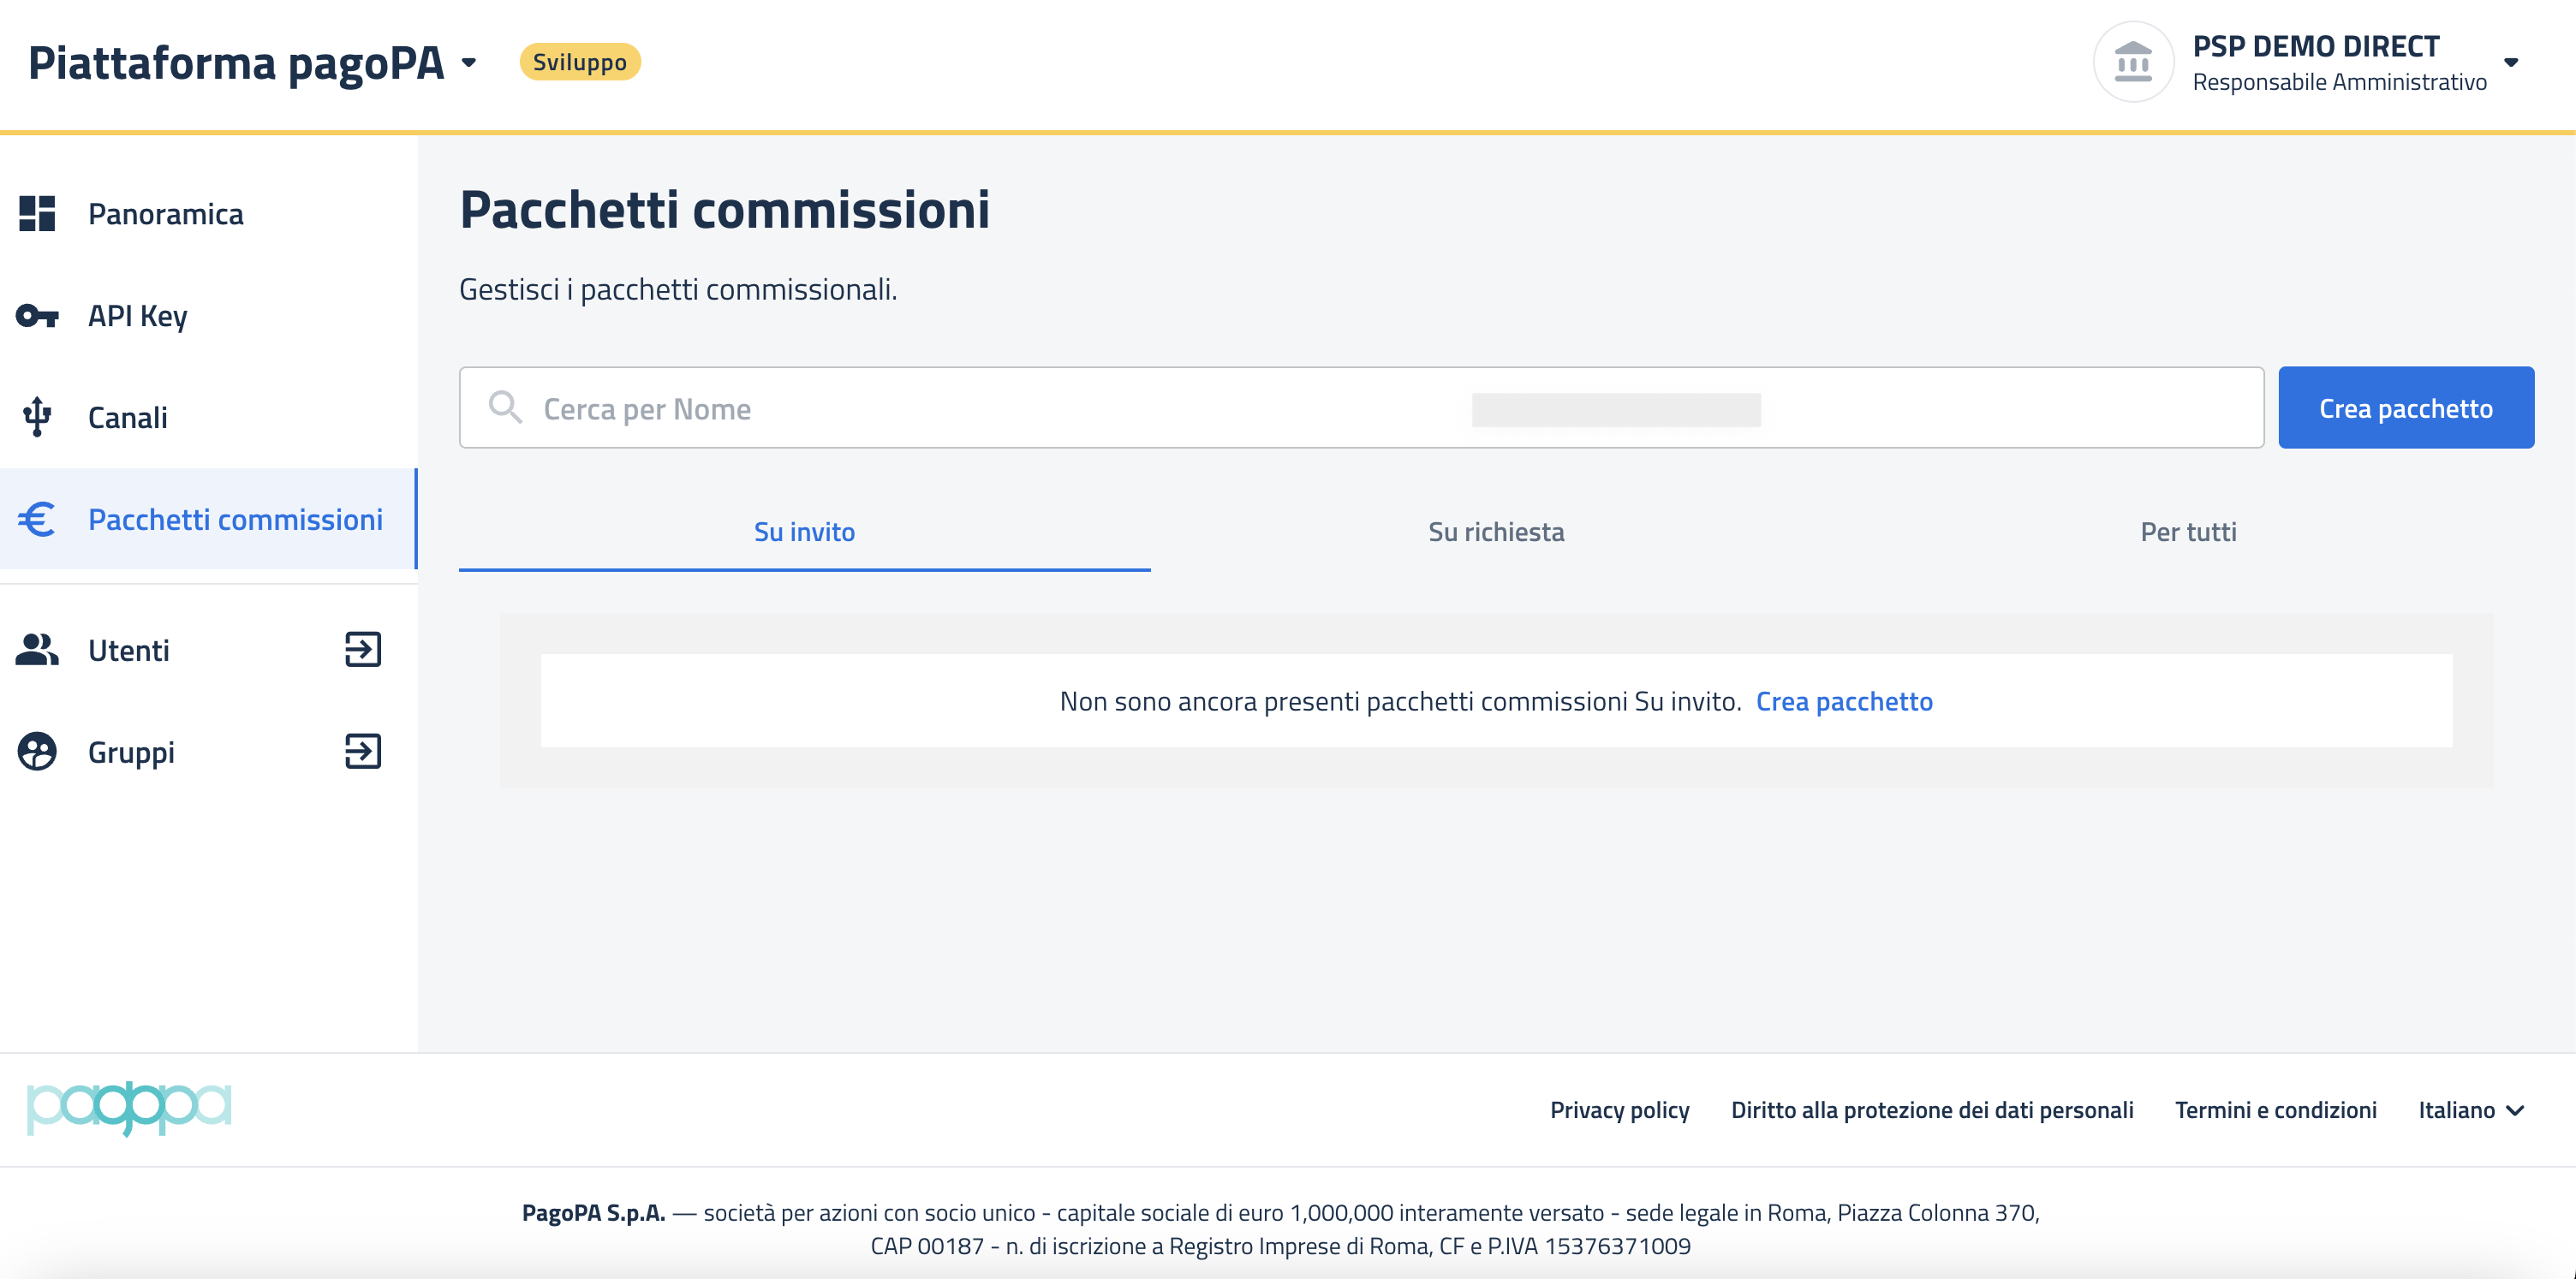 Piattaforma pagoPA
Sviluppo
PSP DEMO DIRECT
Responsabile Amministrativo
Panoramica
API Key
Canali
Pacchetti commissioni
Utenti
Gruppi
Pacchetti commissioni
Gestisci i pacchetti commissionali.
Cerca per Nome
Crea pacchetto
Su invito
Su richiesta
Per tutti
Non sono ancora presenti pacchetti commissioni Su invito. Crea pacchetto
pagopa
Privacy policy
Diritto alla protezione dei dati personali
Termini e condizioni
Italiano
PagoPA S.p.A. — società per azioni con socio unico - capitale sociale di euro 1,000,000 interamente versato - sede legale in Roma, Piazza Colonna 370,
CAP 00187 - n. di iscrizione a Registro Imprese di Roma, CF e P.IVA 15376371009